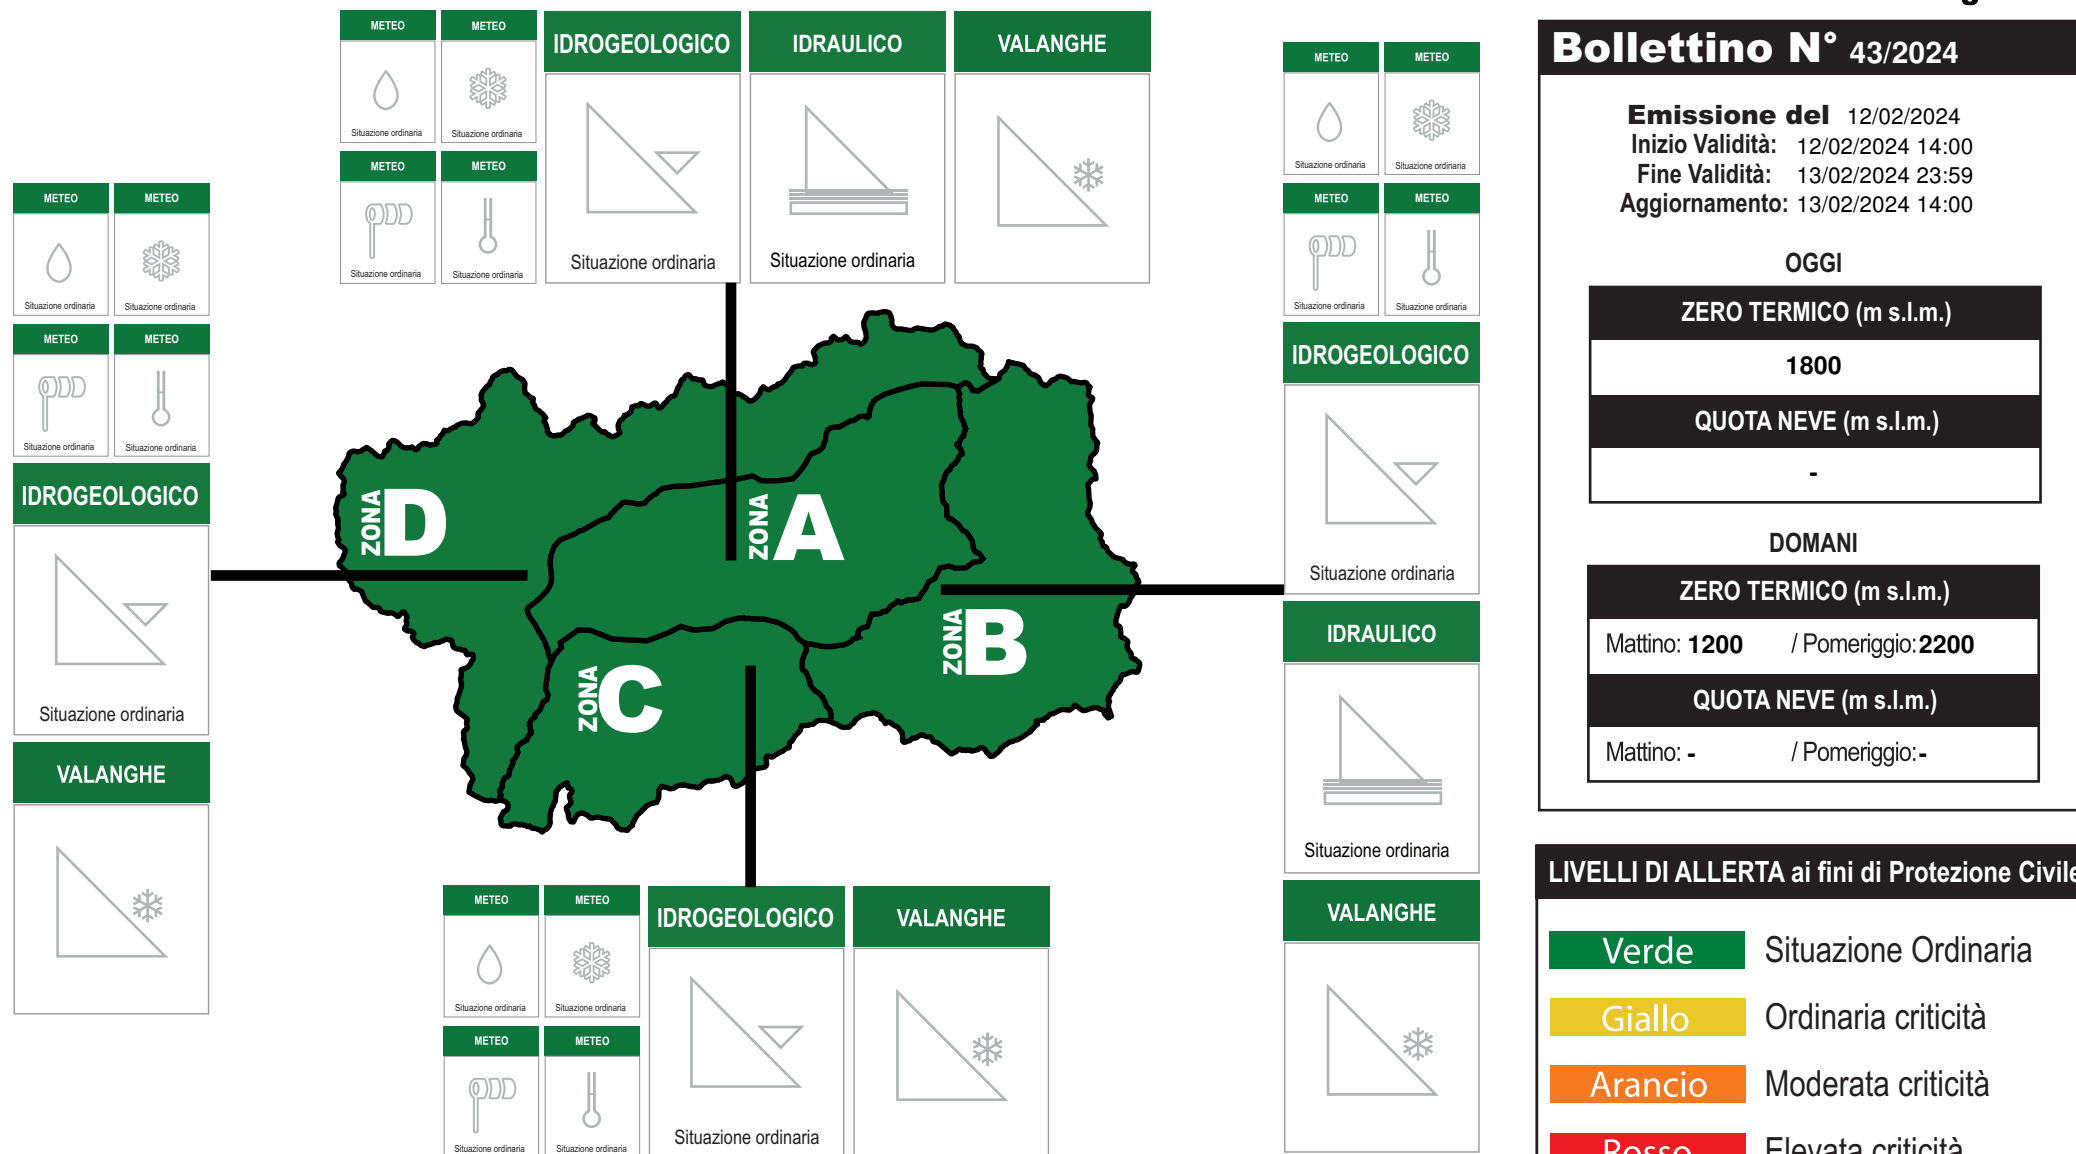 METEO
METEO
Situazione ordinaria
Situazione ordinaria
METEO
METEO
Situazione ordinaria
Situazione ordinaria
IDROGEOLOGICO
Situazione ordinaria
IDRAULICO
Situazione ordinaria
VALANGHE
METEO
METEO
Situazione ordinaria
Situazione ordinaria
METEO
METEO
Situazione ordinaria
Situazione ordinaria
IDROGEOLOGICO
Situazione ordinaria
VALANGHE
ZONA D
ZONA A
ZONA B
ZONA C
METEO
METEO
Situazione ordinaria
Situazione ordinaria
METEO
METEO
Situazione ordinaria
Situazione ordinaria
IDROGEOLOGICO
Situazione ordinaria
IDRAULICO
Situazione ordinaria
VALANGHE
METEO
METEO
Situazione ordinaria
Situazione ordinaria
METEO
METEO
Situazione ordinaria
Situazione ordinaria
IDROGEOLOGICO
Situazione ordinaria
VALANGHE
Bollettino N° 43/2024
Emissione del 12/02/2024
Inizio Validità: 12/02/2024 14:00
Fine Validità: 13/02/2024 23:59
Aggiornamento: 13/02/2024 14:00
OGGI
ZERO TERMICO (m s.l.m.)
1800
QUOTA NEVE (m s.l.m.)
-
DOMANI
ZERO TERMICO (m s.l.m.)
Mattino: 1200 / Pomeriggio: 2200
QUOTA NEVE (m s.l.m.)
Mattino: - / Pomeriggio: -
LIVELLI DI ALLERTA ai fini di Protezione Civile
Verde Situazione Ordinaria
Giallo Ordinaria criticità
Arancio Moderata criticità
Rosso Elevata criticità